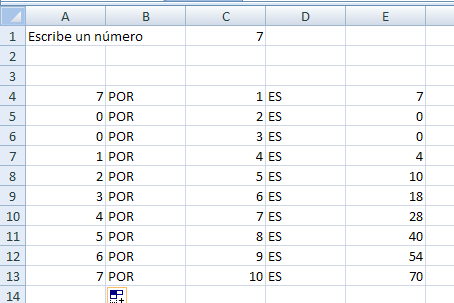 A B C D E
1 Escribe un número 7
2
3
4 7 POR 1 ES 7
5 0 POR 2 ES 0
6 0 POR 3 ES 0
7 1 POR 4 ES 4
8 2 POR 5 ES 10
9 3 POR 6 ES 18
10 4 POR 7 ES 28
11 5 POR 8 ES 40
12 6 POR 9 ES 54
13 7 POR 10 ES 70
14